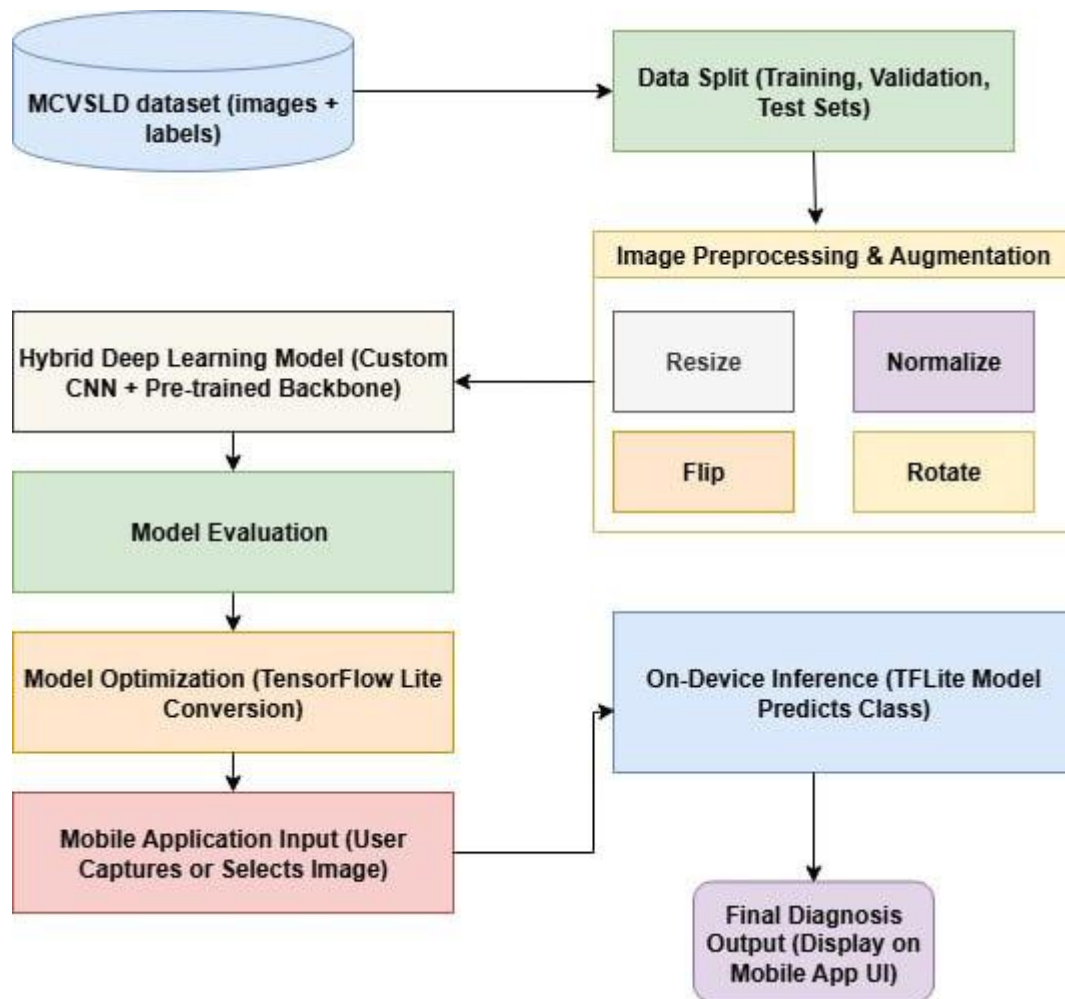 MCVSLD dataset (images +
labels)
Data Split (Training, Validation,
Test Sets)
Image Preprocessing & Augmentation
Resize
Normalize
Flip
Rotate
Hybrid Deep Learning Model (Custom
CNN + Pre-trained Backbone)
Model Evaluation
Model Optimization (TensorFlow Lite
Conversion)
Mobile Application Input (User
Captures or Selects Image)
On-Device Inference (TFLite Model
Predicts Class)
Final Diagnosis
Output (Display on
Mobile App UI)